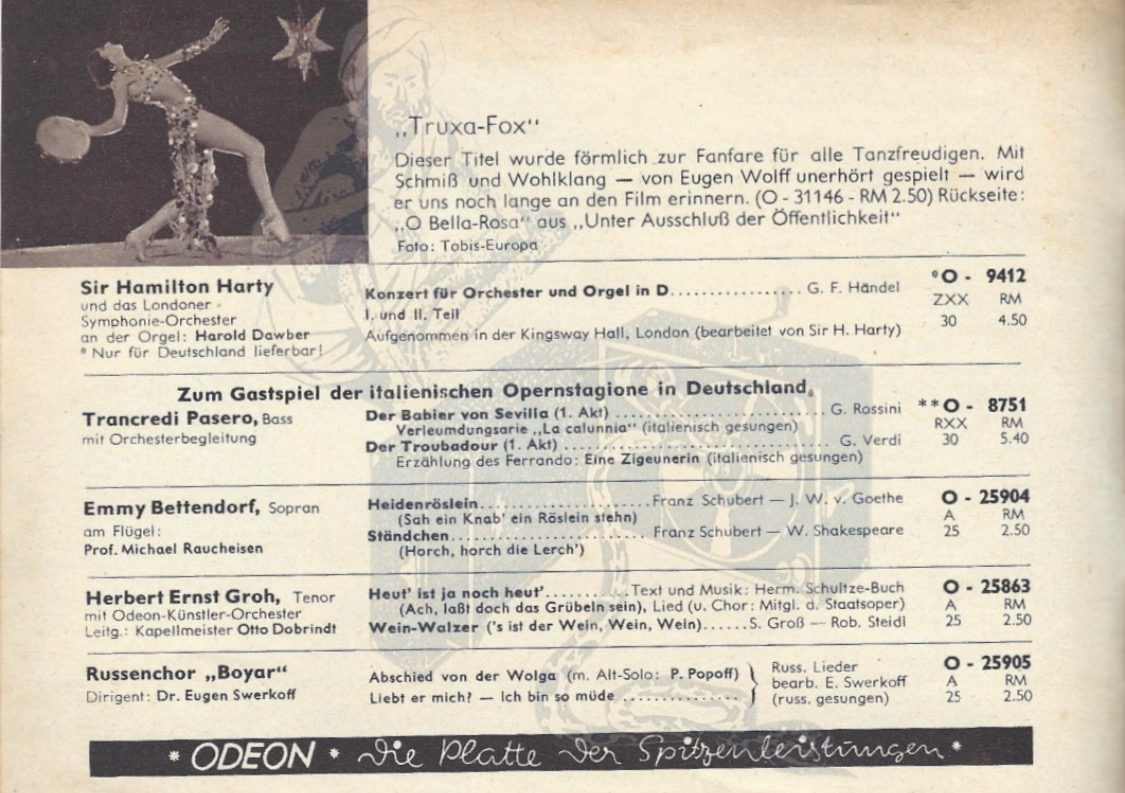 „Truxa-Fox“
Dieser Titel wurde förmlich zur Fanfare für alle Tanzfreudigen. Mit
Schmiß und Wohlklang — von Eugen Wolff unerhört gespielt — wird
er uns noch lange an den Film erinnern. (O - 31146 - RM 2.50) Rückseite:
„O Bella-Rosa“ aus „Unter Ausschluß der Öffentlichkeit“
Foto: Tobis-Europa
Sir Hamilton Harty
und das Londoner
Symphonie-Orchester
an der Orgel: Harold Dawber
* Nur für Deutschland lieferbar!
Konzert für Orchester und Orgel in D................ G. F. Händel
I. und II. Teil
Aufgenommen in der Kingsway Hall, London (bearbeitet von Sir H. Harty)
*O - 9412
ZXX RM
30 4.50
Zum Gastspiel der italienischen Opernstagione in Deutschland.
Trancredi Pasero, Bass
mit Orchesterbegleitung
Der Babier von Sevilla (1. Akt) .......................... G. Rossini
Verleumdungsarie „La calunnia“ (italienisch gesungen)
Der Troubadour (1. Akt) ................................ G. Verdi
Erzählung des Ferrando: Eine Zigeunerin (italienisch gesungen)
**O - 8751
RXX RM
30 5.40
Emmy Bettendorf, Sopran
am Flügel:
Prof. Michael Raucheisen
Heidenröslein.....................Franz Schubert — J. W. v. Goethe
(Sah ein Knab' ein Röslein stehn)
Ständchen........................ Franz Schubert — W. Shakespeare
(Horch, horch die Lerch')
O - 25904
A RM
25 2.50
Herbert Ernst Groh, Tenor
mit Odeon-Künstler-Orchester
Leitg.: Kapellmeister Otto Dobrindt
Heut' ist ja noch heut'..........Text und Musik: Herm. Schultze-Buch
(Ach, laßt doch das Grübeln sein), Lied (u. Chor: Mitgl. d. Staatsoper)
Wein-Walzer ('s ist der Wein, Wein, Wein)......S. Groß — Rob. Steidl
O - 25863
A RM
25 2.50
Russenchor „Boyar“
Dirigent: Dr. Eugen Swerkoff
Abschied von der Wolga (m. Alt-Solo: P. Popoff)
Liebt er mich? — Ich bin so müde ...............
Russ. Lieder
bearb. E. Swerkoff
(russ. gesungen)
O - 25905
A RM
25 2.50
* ODEON * die Platte der Spitzenleistungen *